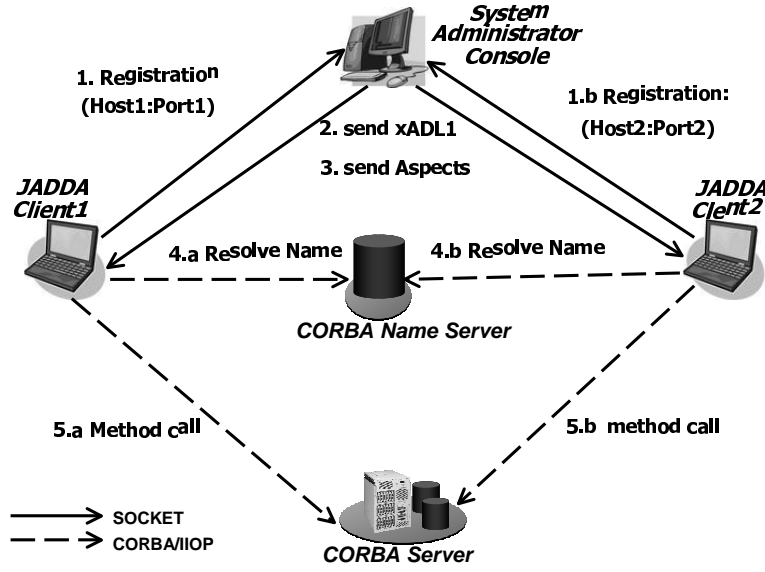 System
Administrator
Console
1. Registration
(Host1:Port1)
1.b Registration:
(Host2:Port2)
2. send xADL1
3. send Aspects
JADDA
Client1
JADDA
Clent2
4.a Resolve Name
4.b Resolve Name
CORBA Name Server
5.a Method call
5.b method call
SOCKET
CORBA/IIOP
CORBA Server